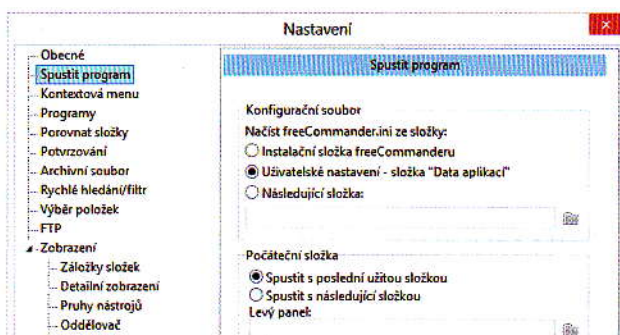 Nastavení
Obecné
Spustit program
Kontextová menu
Programy
Porovnat složky
Potvrzování
Archivní soubor
Rychlé hledání/filtr
Výběr položek
FTP
Zobrazení
Záložky složek
Detailní zobrazení
Pruhy nástrojů
Oddělovač
Spustit program
Konfigurační soubor
Načíst freeCommander.ini ze složky:
Instalační složka freeCommanderu
Uživatelské nastavení - složka "Data aplikací"
Následující složka:
Počáteční složka
Spustit s poslední užitou složkou
Spustit s následující složkou
Levý panel: